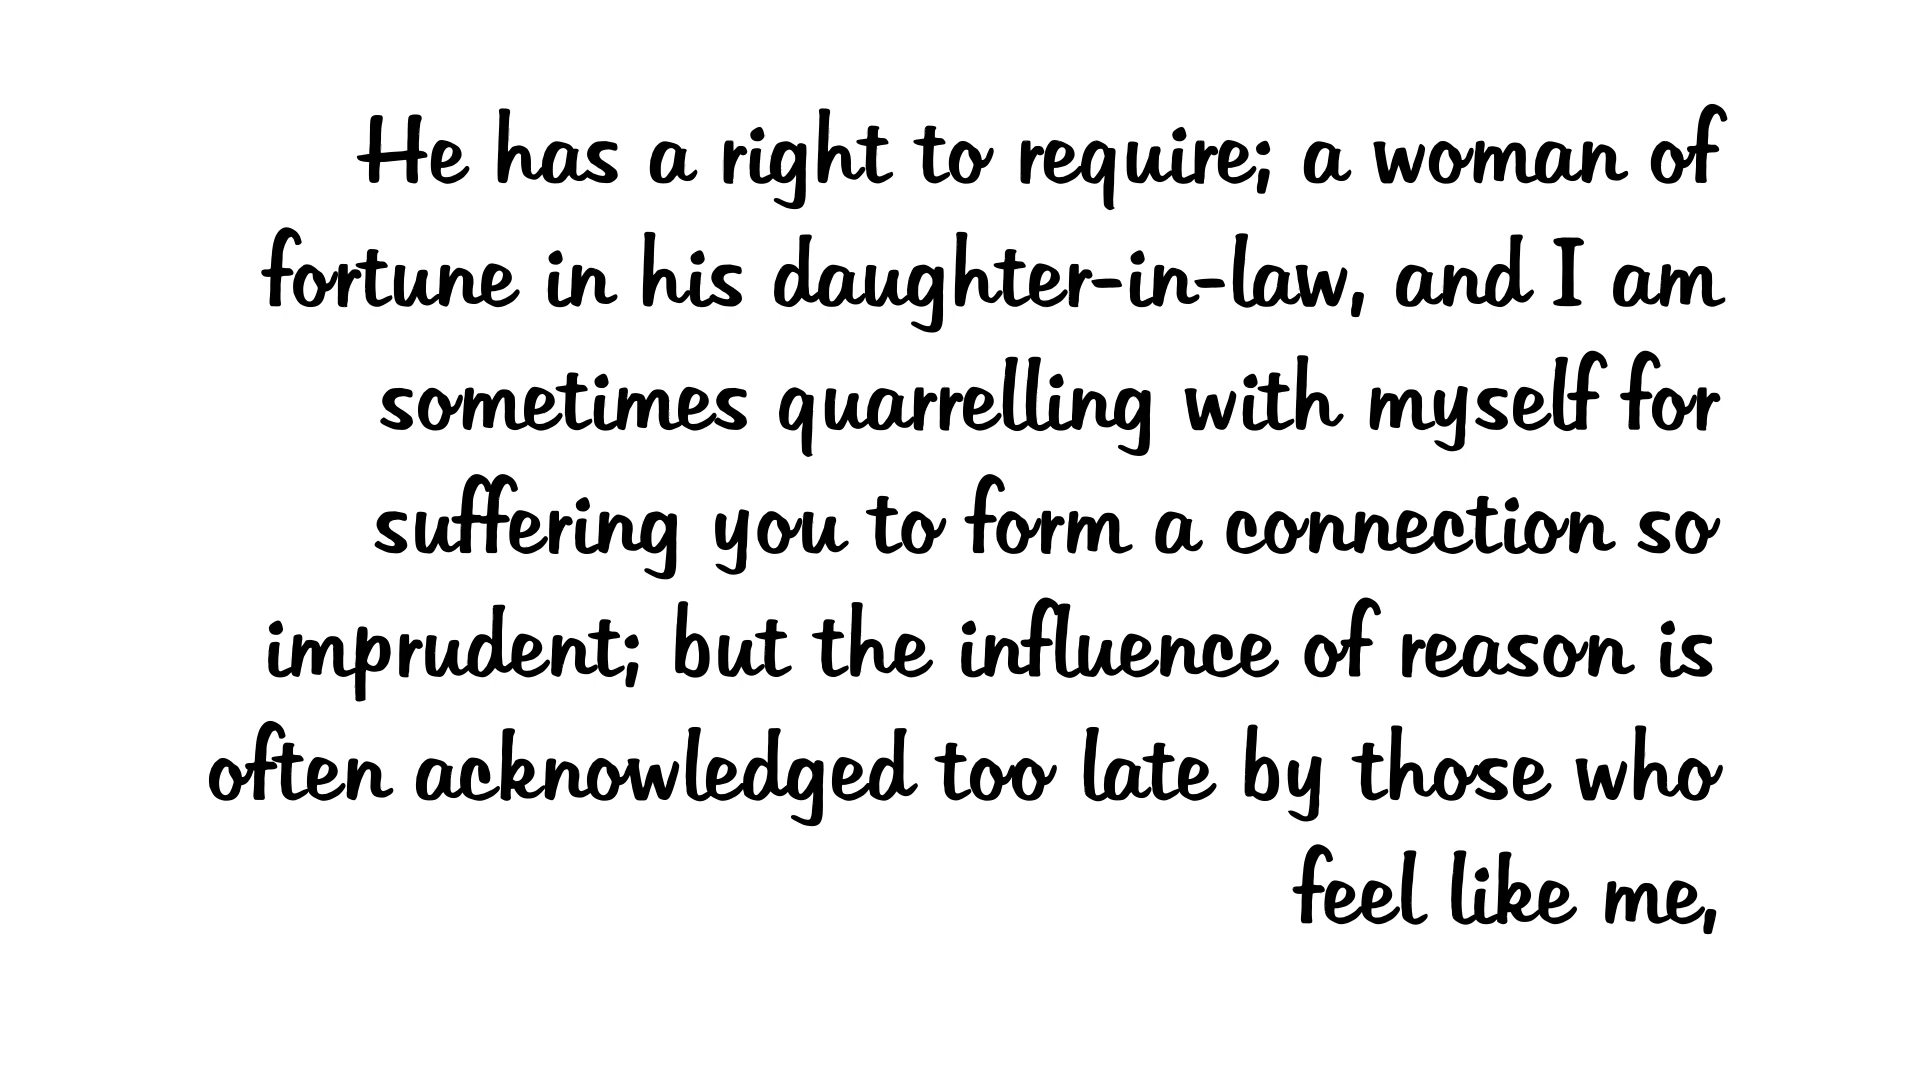 He has a right to require; a woman of
fortune in his daughter-in-law, and I am
sometimes quarrelling with myself for
suffering you to form a connection so
imprudent; but the influence of reason is
often acknowledged too late by those who
feel like me,